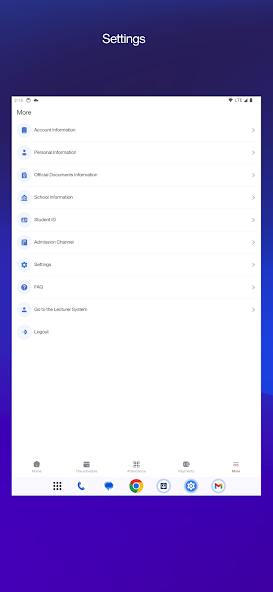 Settings
2:15 LTE
More
Account Information
Personal Information
Official Documents Information
School Information
Student ID
Admission Channel
Settings
FAQ
Go to the Lecturer System
Logout
Home
Attendance
Payments
More